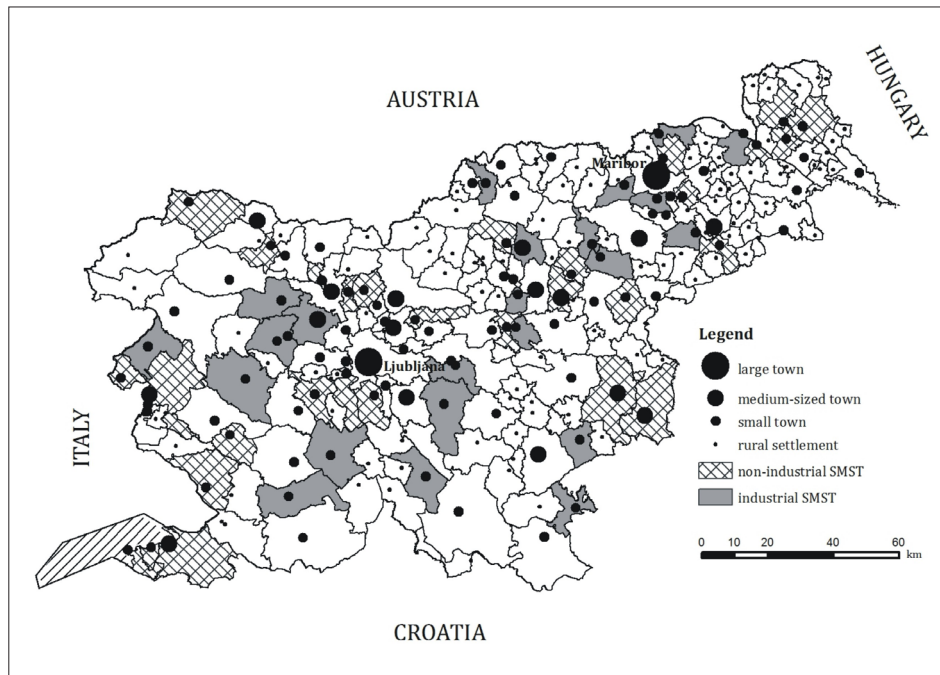 AUSTRIA
HUNGARY
Maribor
Ljubljana
ITALY
CROATIA
Legend
large town
medium-sized town
small town
rural settlement
non-industrial SMST
industrial SMST
0 10 20 40 60
km